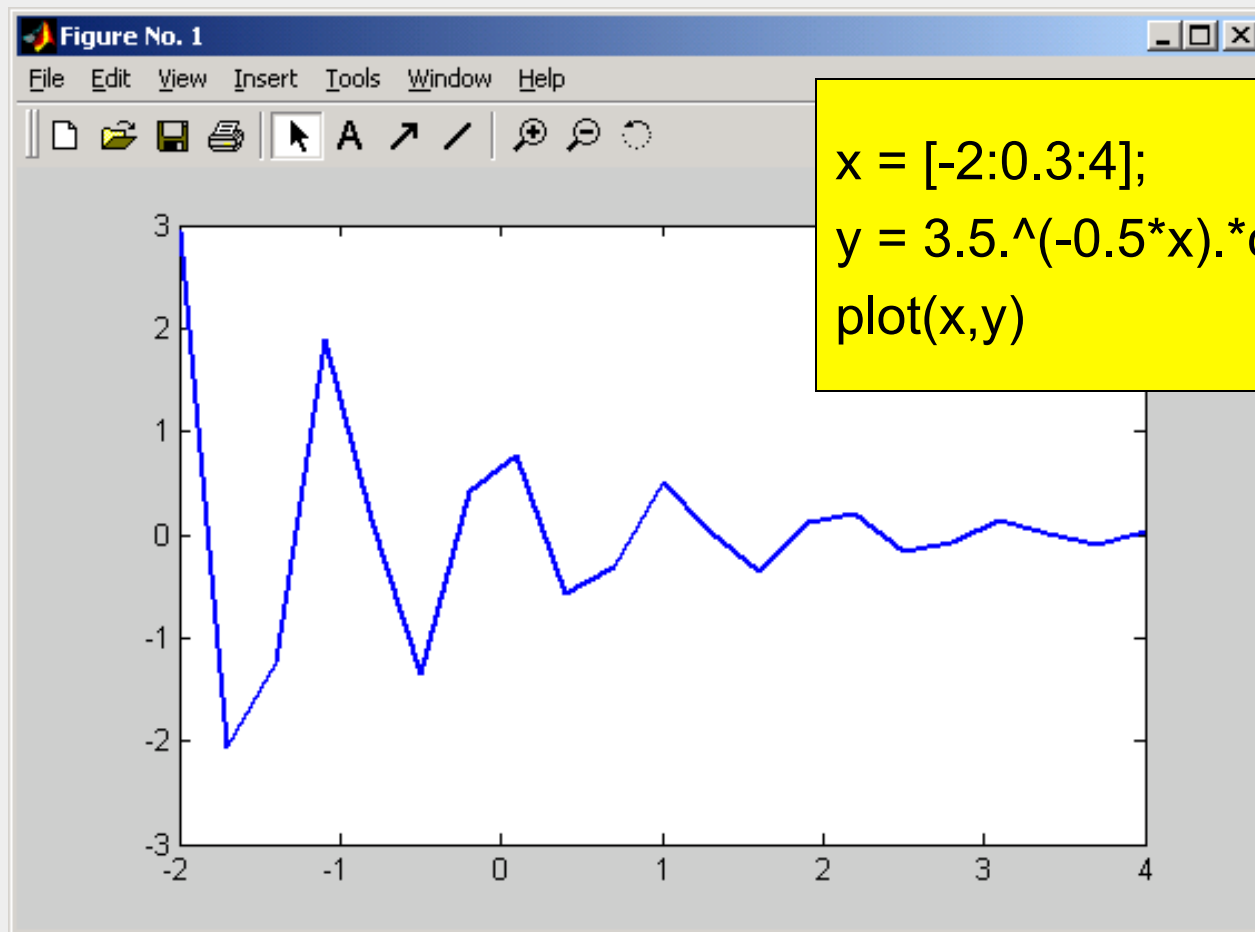 Figure No. 1
File Edit View Insert Tools Window Help
A
x = [-2:0.3:4];
y = 3.5.^(-0.5*x).*c
plot(x,y)
3
2
1
0
-1
-2
-3
-2 -1 0 1 2 3 4